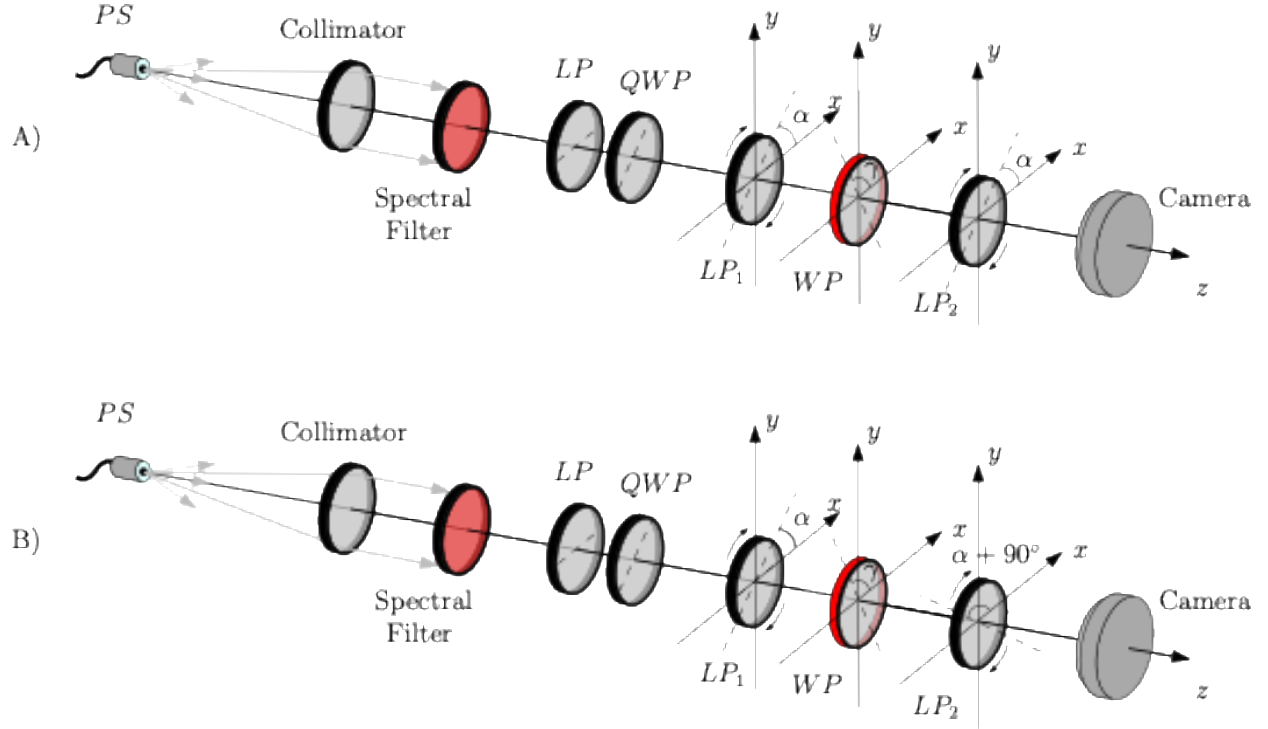 PS
Collimator
LP
QWP
y
y
y
x
x
x
α
α
A)
Spectral
Filter
LP₁
WP
LP₂
Camera
z
PS
Collimator
LP
QWP
y
y
y
x
x
x
α
α + 90°
B)
Spectral
Filter
LP₁
WP
LP₂
Camera
z